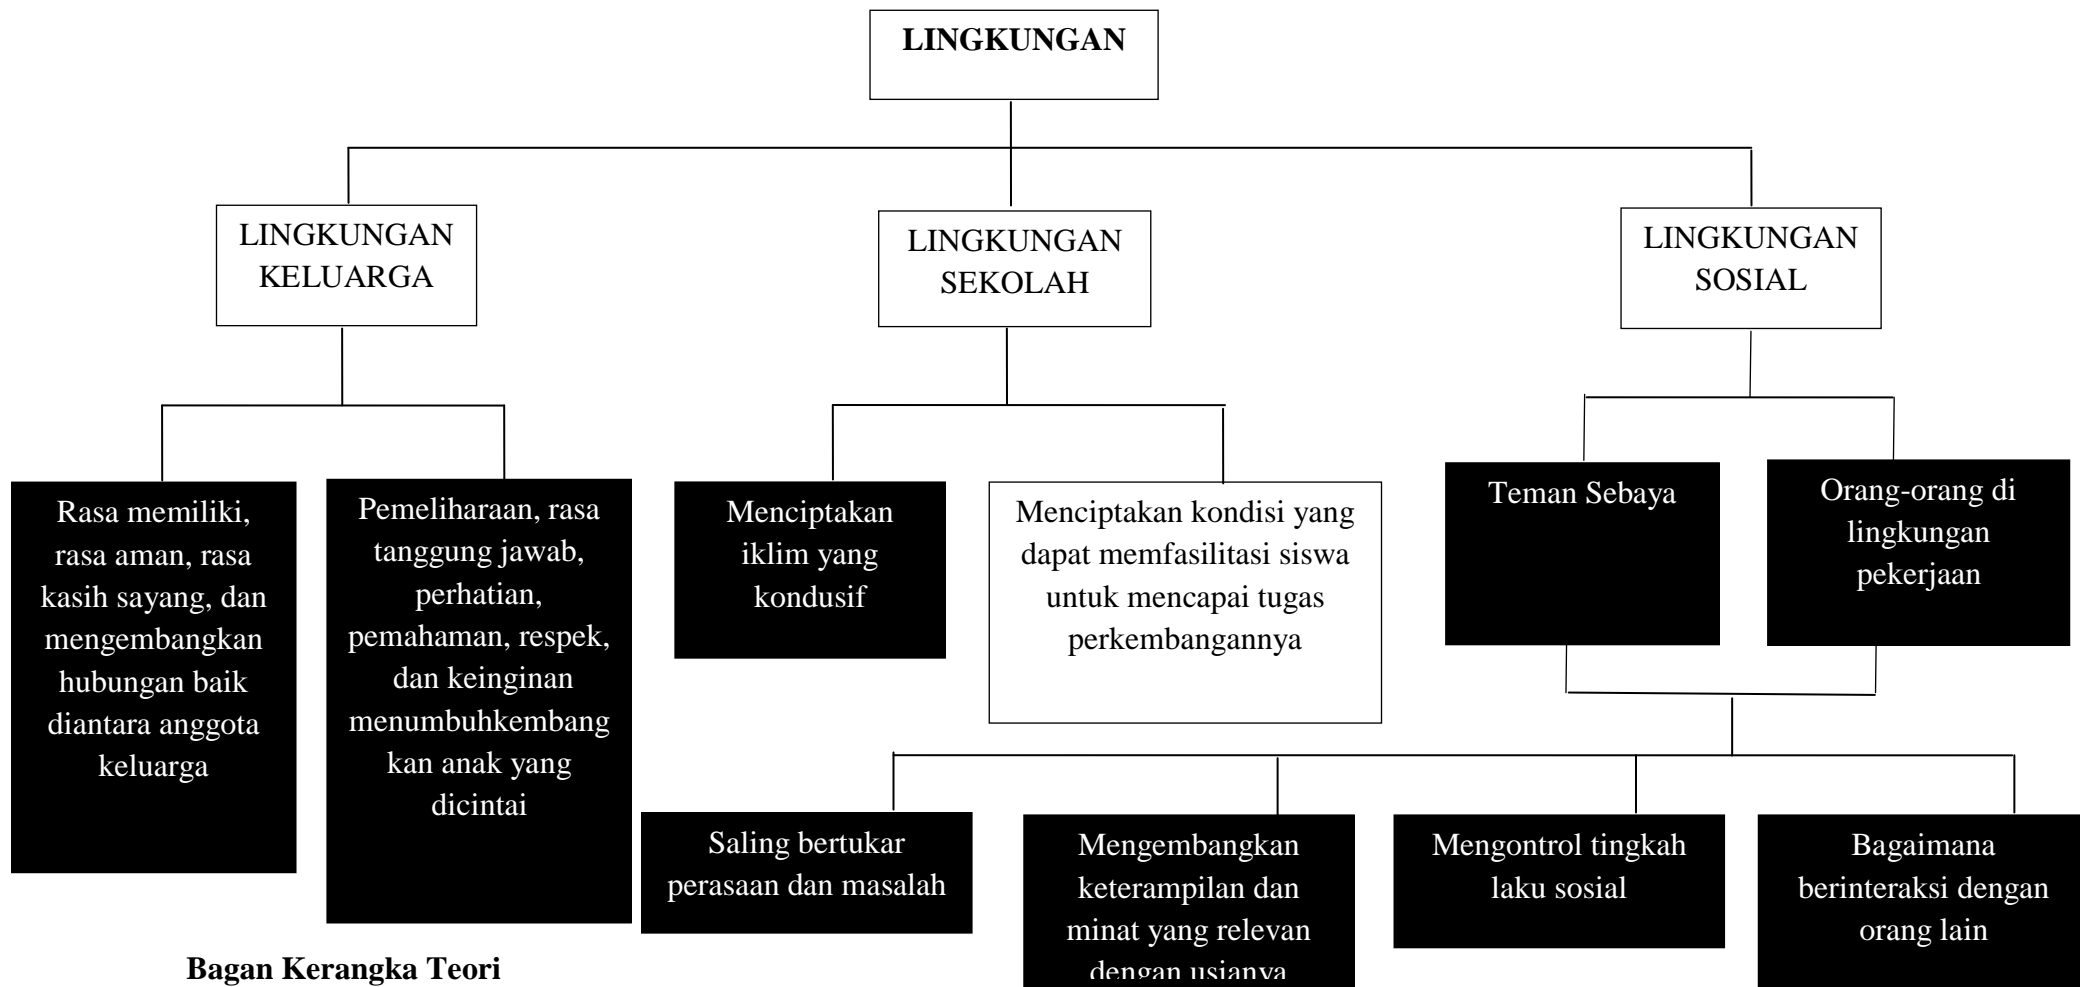 LINGKUNGAN
LINGKUNGAN
KELUARGA
LINGKUNGAN
SEKOLAH
LINGKUNGAN
SOSIAL
Rasa memiliki,
rasa aman, rasa
kasih sayang, dan
mengembangkan
hubungan baik
diantara anggota
keluarga
Pemeliharaan, rasa
tanggung jawab,
perhatian,
pemahaman, respek,
dan keinginan
menumbuhkembang
kan anak yang
dicintai
Menciptakan
iklim yang
kondusif
Menciptakan kondisi yang
dapat memfasilitasi siswa
untuk mencapai tugas
perkembangannya
Teman Sebaya
Orang-orang di
lingkungan
pekerjaan
Saling bertukar
perasaan dan masalah
Mengembangkan
keterampilan dan
minat yang relevan
dengan usianya
Mengontrol tingkah
laku sosial
Bagaimana
berinteraksi dengan
orang lain
Bagan Kerangka Teori